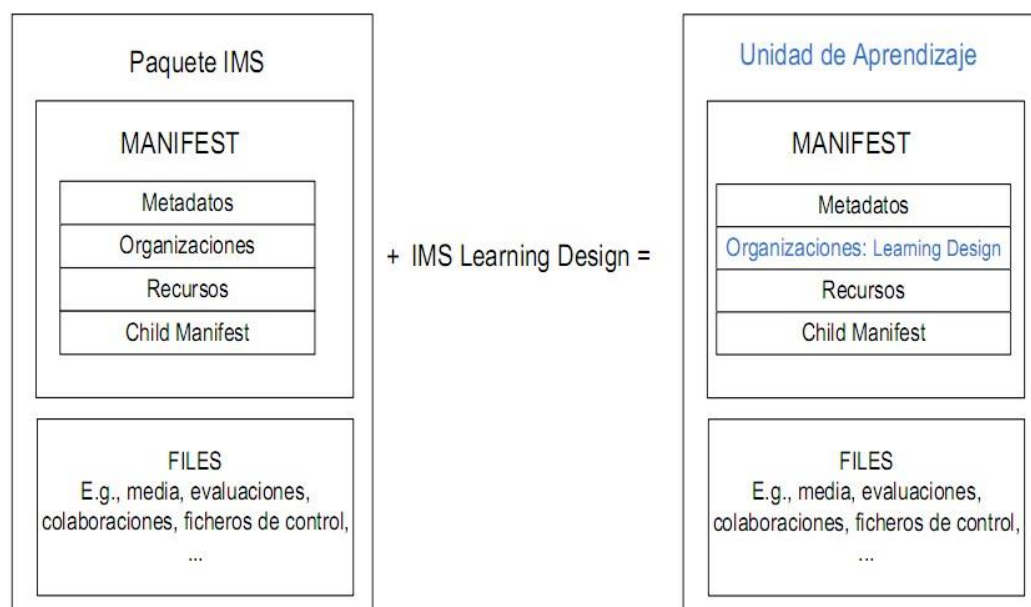 Paquete IMS
MANIFEST
Metadatos
Organizaciones
Recursos
Child Manifest
FILES
E.g., media, evaluaciones,
colaboraciones, ficheros de control,
...
+ IMS Learning Design =
Unidad de Aprendizaje
MANIFEST
Metadatos
Organizaciones: Learning Design
Recursos
Child Manifest
FILES
E.g., media, evaluaciones,
colaboraciones, ficheros de control,
...